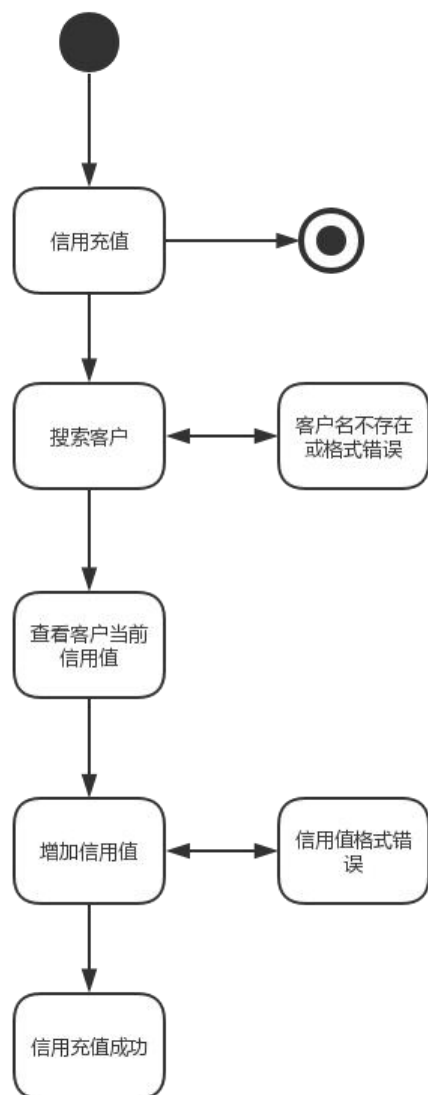 信用充值
搜索客户
客户名不存在
或格式错误
查看客户当前
信用值
增加信用值
信用值格式错
误
信用充值成功